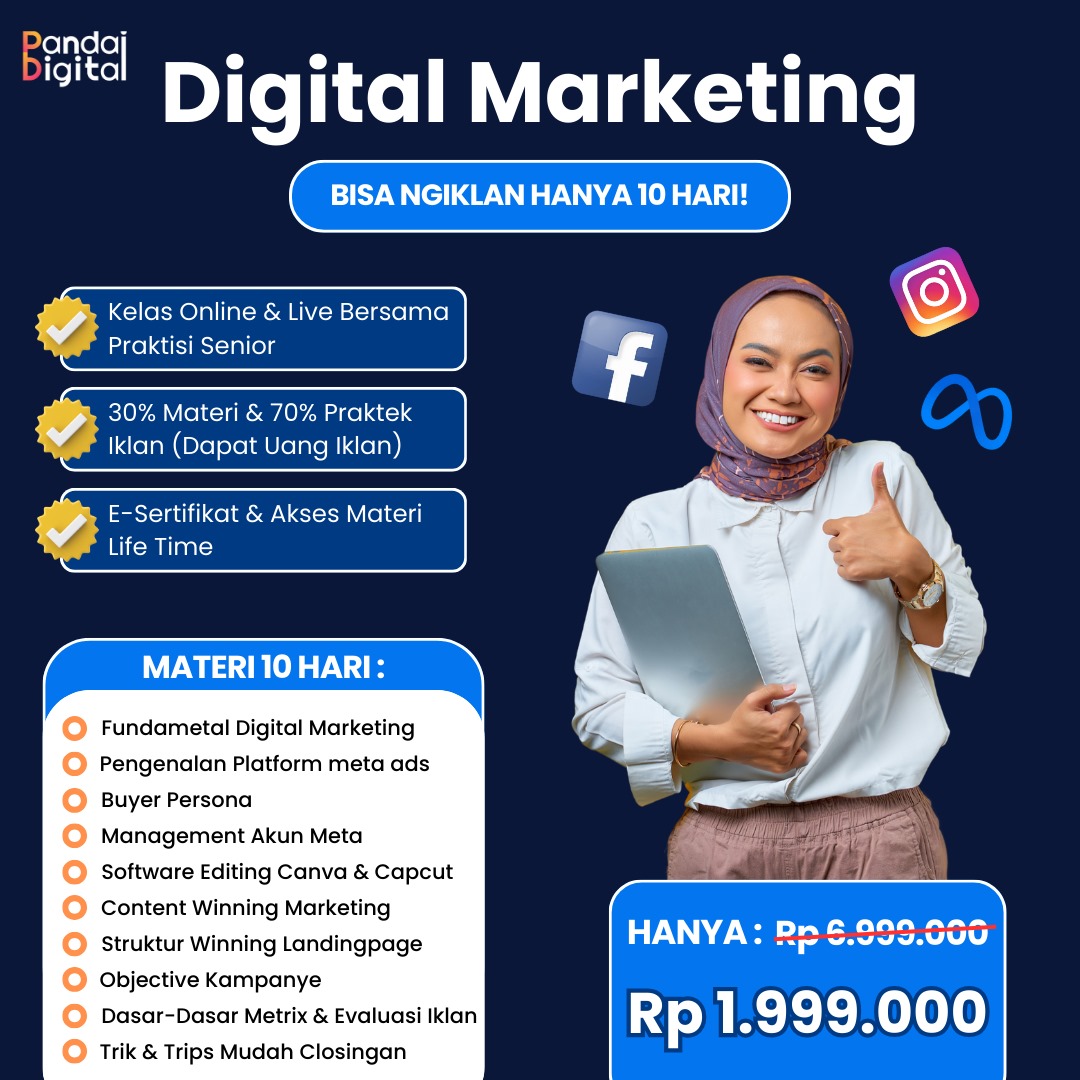 Pandai
Digital
Digital Marketing
BISA NGIKLAN HANYA 10 HARI!
Kelas Online & Live Bersama
Praktisi Senior
30% Materi & 70% Praktek
Iklan (Dapat Uang Iklan)
E-Sertifikat & Akses Materi
Life Time
MATERI 10 HARI :
Fundametal Digital Marketing
Pengenalan Platform meta ads
Buyer Persona
Management Akun Meta
Software Editing Canva & Capcut
Content Winning Marketing
Struktur Winning Landingpage
Objective Kampanye
Dasar-Dasar Metrix & Evaluasi Iklan
Trik & Trips Mudah Closingan
HANYA : Rp 6.999.000
Rp 1.999.000